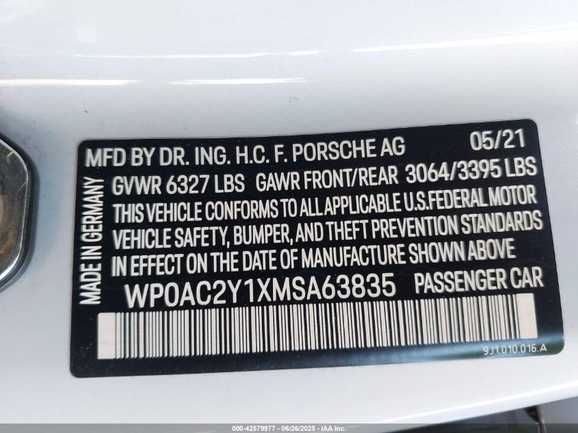 MFD BY DR. ING. H.C. F. PORSCHE AG 05/21
GVWR 6327 LBS GAWR FRONT/REAR 3064/3395 LBS
THIS VEHICLE CONFORMS TO ALL APPLICABLE U.S.FEDERAL MOTOR
VEHICLE SAFETY, BUMPER, AND THEFT PREVENTION STANDARDS
IN EFFECT ON THE DATE OF MANUFACTURE SHOWN ABOVE
WP0AC2Y1XMSA63835 PASSENGER CAR
MADE IN GERMANY
9J1.010.016.A
000-42579977 - 06/26/2025 - IAA Inc.